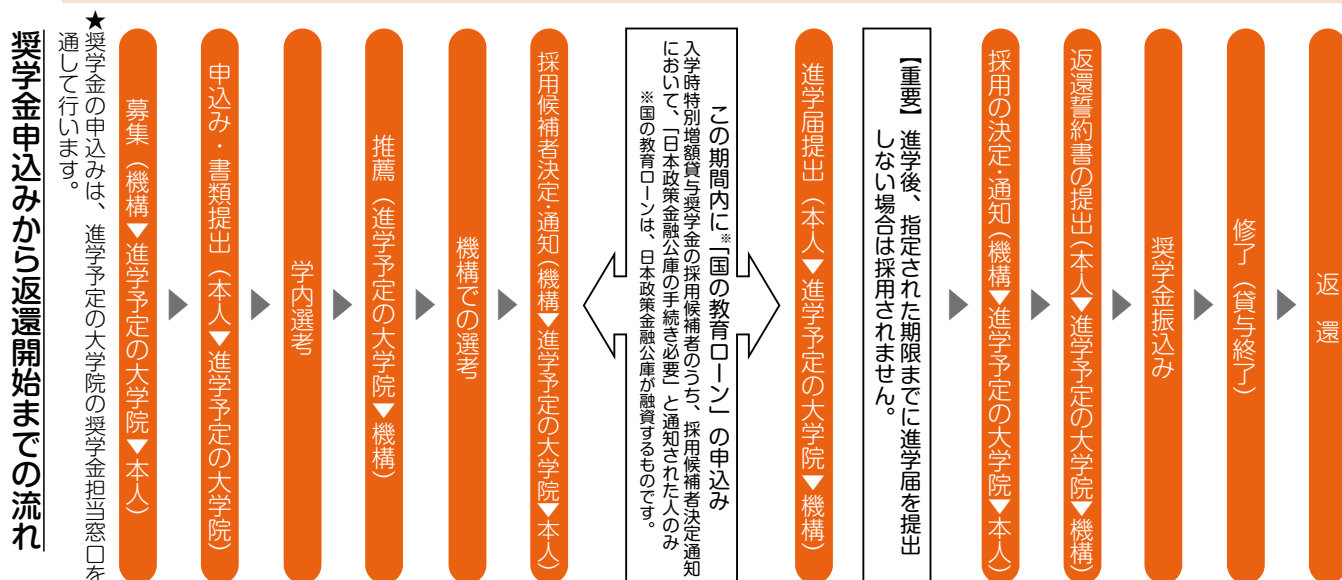 奨学金申込みから返還開始までの流れ
★奨学金の申込みは、進学予定の大学院の奨学金担当窓口を
通して行います。
募集（機構▼進学予定の大学院▼本人）
申込み・書類提出（本人▼進学予定の大学院）
学内選考
推薦（進学予定の大学院▼機構）
機構での選考
採用候補者決定・通知（機構▼進学予定の大学院▼本人）
この期間内に※「国の教育ローン」の申込み
入学時特別増額貸与奨学金の採用候補者のうち、採用候補者決定通知
において、「日本政策金融公庫の手続き必要」と通知された人のみ
※国の教育ローンは、日本政策金融公庫が融資するものです。
進学届提出（本人▼進学予定の大学院▼機構）
【重要】進学後、指定された期限までに進学届を提出
しない場合は採用されません。
採用の決定・通知（機構▼進学予定の大学院▼本人）
返還誓約書の提出（本人▼進学予定の大学院▼機構）
奨学金振込み
修了（貸与終了）
返還